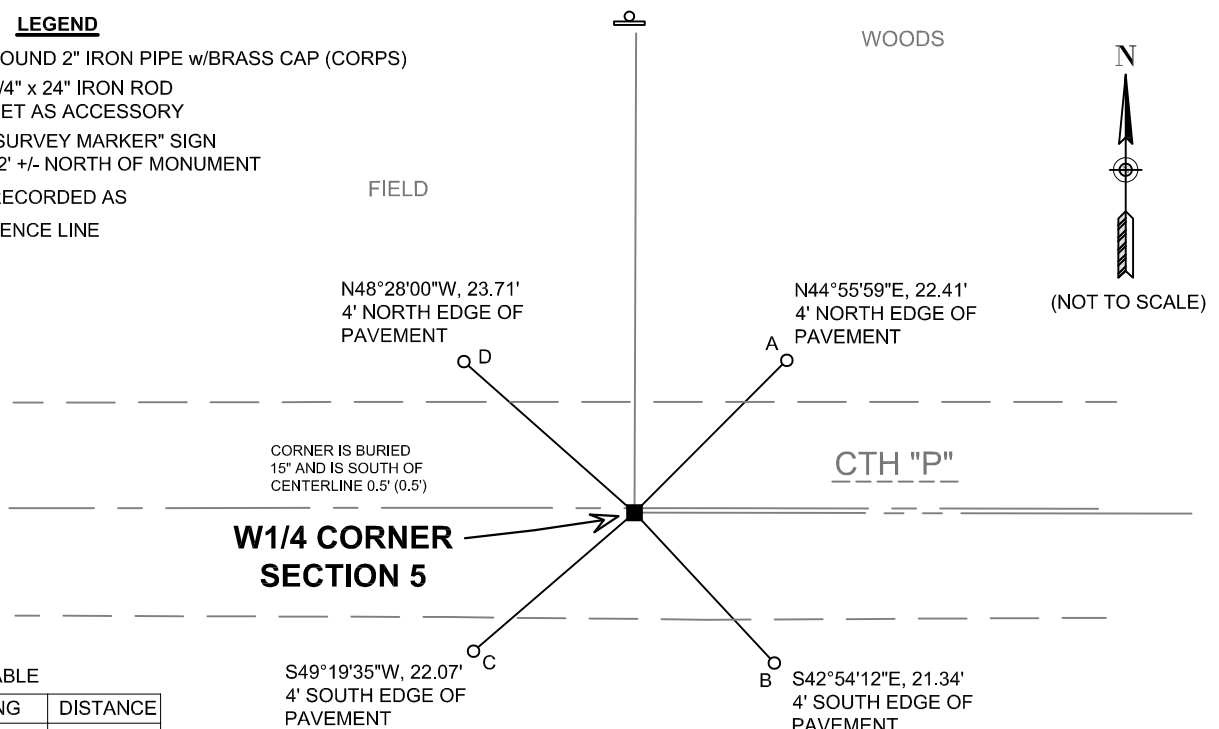 LEGEND
OUND 2" IRON PIPE w/BRASS CAP (CORPS)
/4" x 24" IRON ROD
ET AS ACCESSORY
SURVEY MARKER" SIGN
2' +/- NORTH OF MONUMENT
RECORDED AS
ENCE LINE
WOODS
N
(NOT TO SCALE)
FIELD
N48°28'00"W, 23.71'
4' NORTH EDGE OF
PAVEMENT
D
N44°55'59"E, 22.41'
4' NORTH EDGE OF
PAVEMENT
A
CORNER IS BURIED
15" AND IS SOUTH OF
CENTERLINE 0.5' (0.5')
CTH "P"
W1/4 CORNER
SECTION 5
C
S49°19'35"W, 22.07'
4' SOUTH EDGE OF
PAVEMENT
B
S42°54'12"E, 21.34'
4' SOUTH EDGE OF
PAVEMENT
ABLE
NG DISTANCE